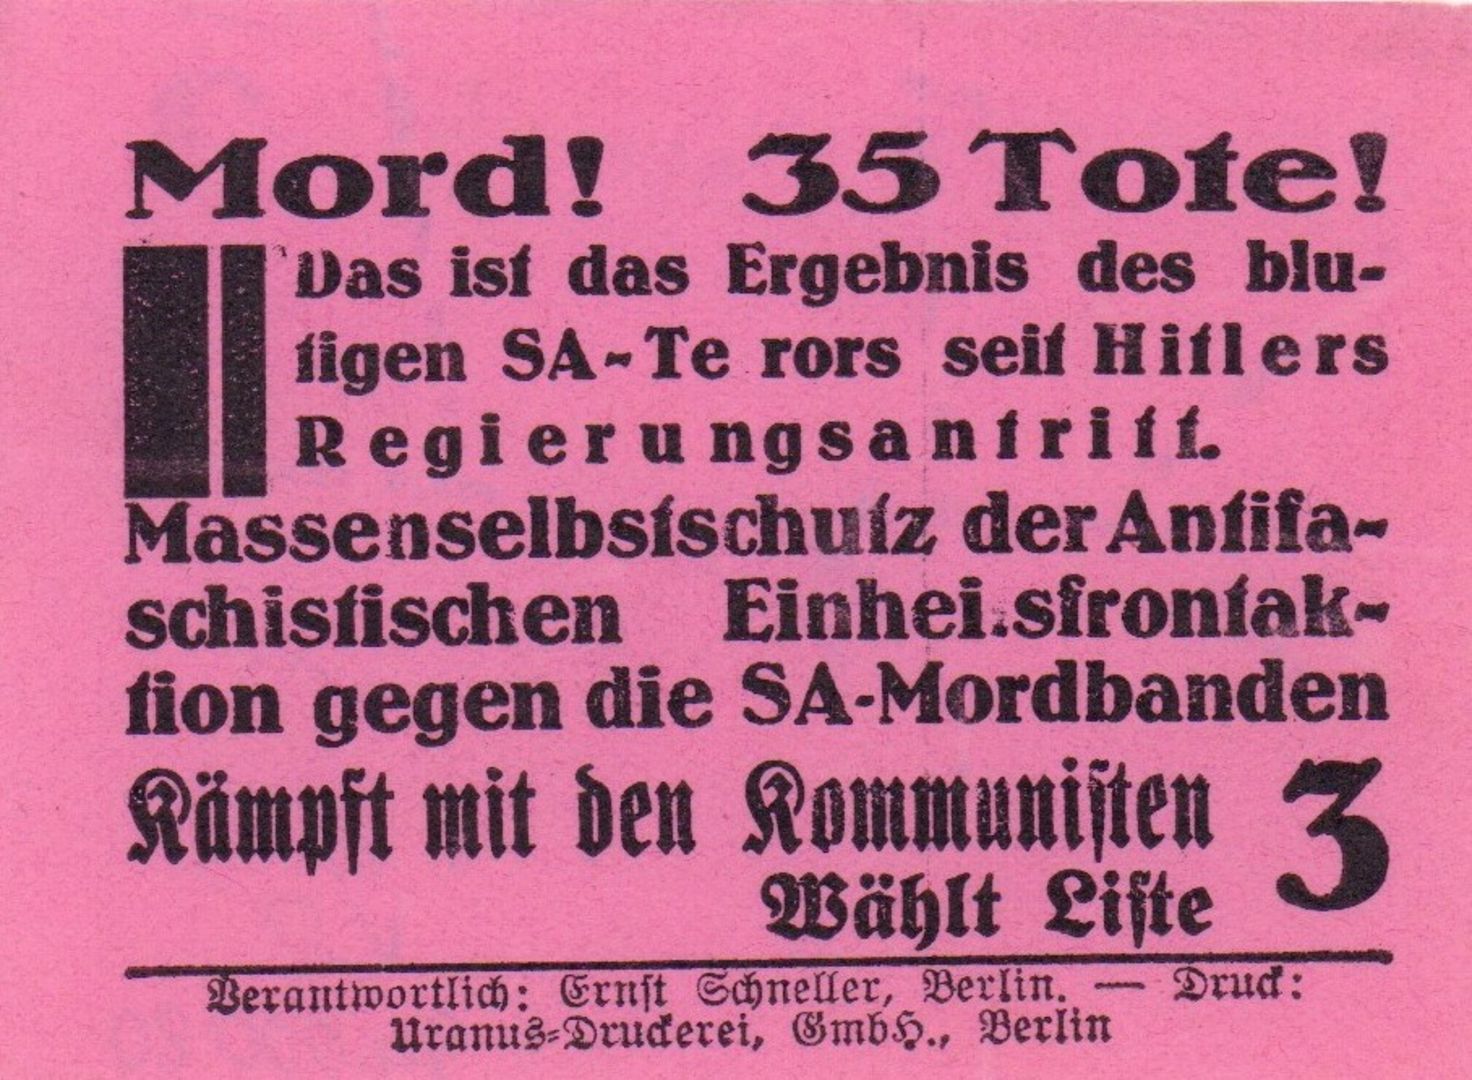 Mord! 35 Tote!
Das ist das Ergebnis des blu-
tigen SA-Te rors seit Hitlers
Regierungsantritt.
Massenselbstschutz der Antifa-
schistischen Einhei.sfrontak-
tion gegen die SA-Mordbanden
Kämpft mit den Kommunisten
Wählt Liste 3
Verantwortlich: Ernst Schneller, Berlin. — Druck:
Uranus-Druckerei, GmbH., Berlin